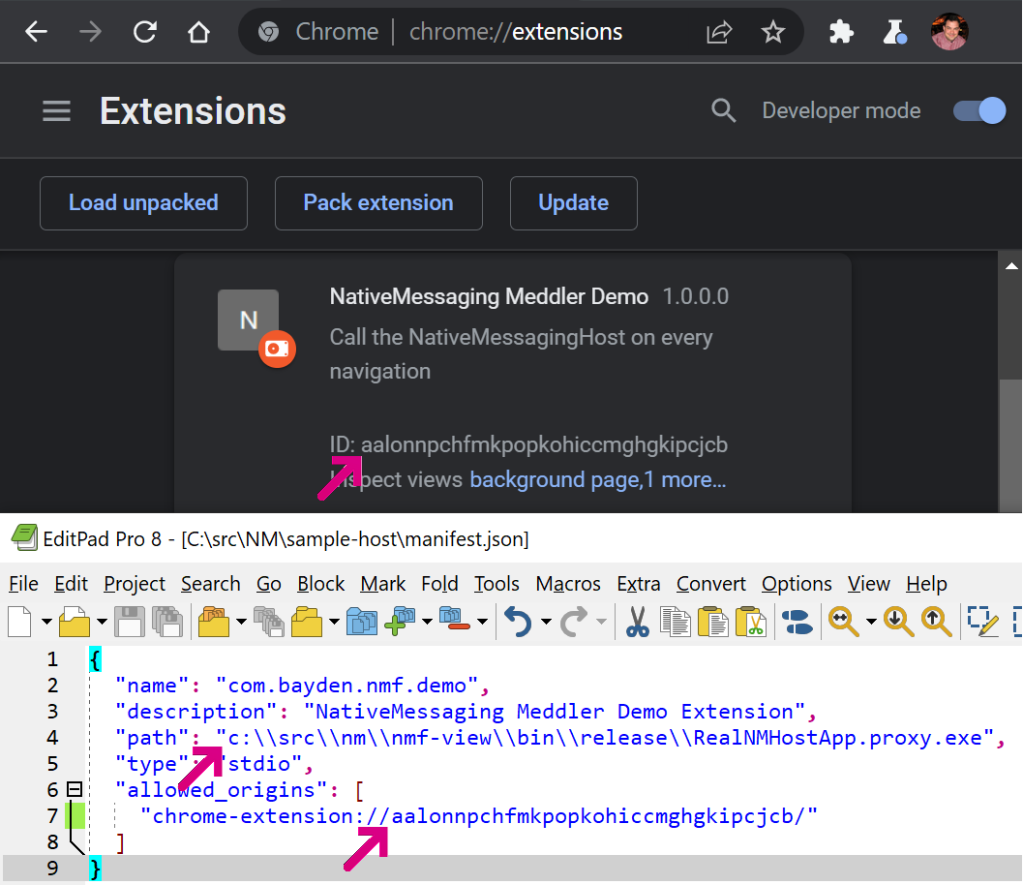 Chrome | chrome://extensions
Extensions
Developer mode
Load unpacked
Pack extension
Update
N
NativeMessaging Meddler Demo 1.0.0.0
Call the NativeMessagingHost on every
navigation
ID: aalonnpchfmkpopkohiccmghgkipcjcb
Inspect views background page,1 more...
EditPad Pro 8 - [C:\src\NM\sample-host\manifest.json]
File Edit Project Search Go Block Mark Fold Tools Macros Extra Convert Options View Help
1 {
2 "name": "com.bayden.nmf.demo",
3 "description": "NativeMessaging Meddler Demo Extension",
4 "path": "c:\\src\\nm\\nmf-view\\bin\\release\\RealNMHostApp.proxy.exe",
5 "type": "stdio",
6 "allowed_origins": [
7 "chrome-extension://aalonnpchfmkpopkohiccmghgkipcjcb/"
8 ]
9 }